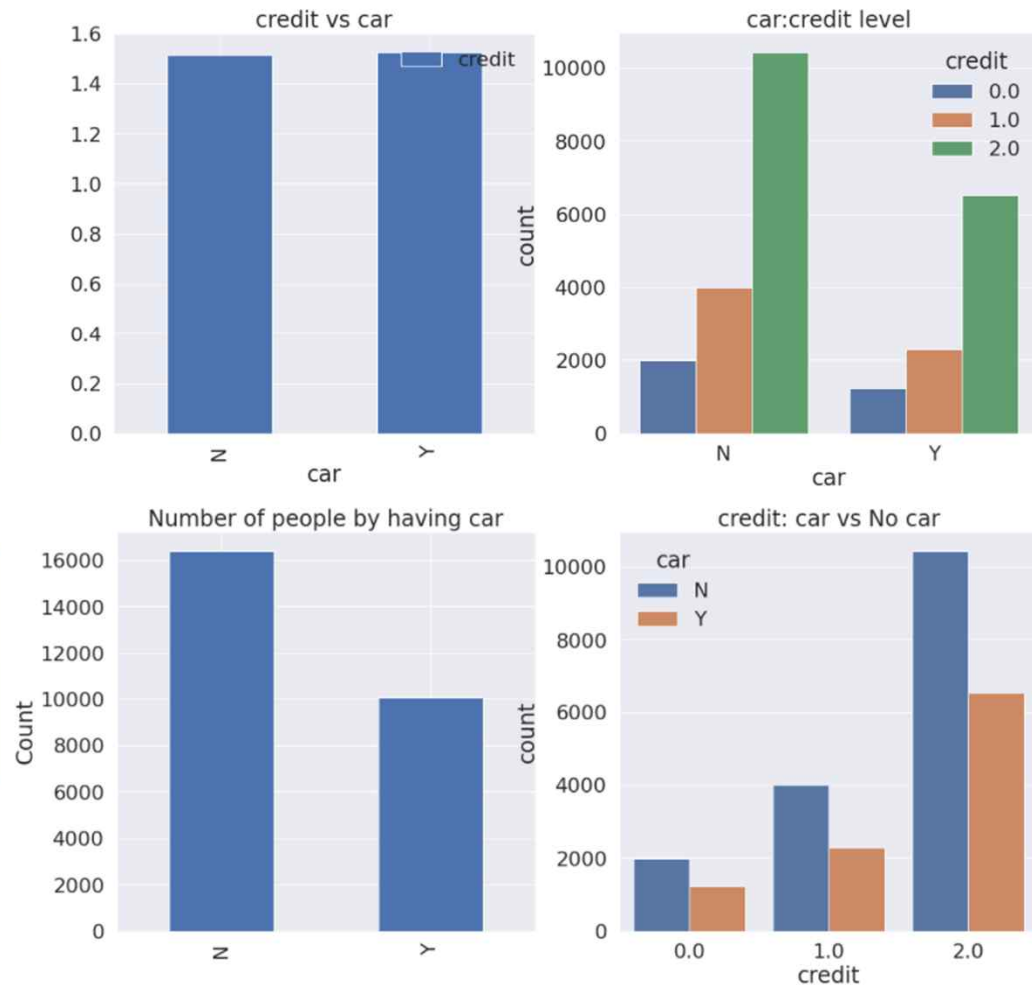 credit vs car
1.6
1.4
1.2
1.0
0.8
0.6
0.4
0.2
0.0
credit
N
Y
car
car:credit level
10000
8000
6000
4000
2000
0
count
credit
0.0
1.0
2.0
N
Y
car
Number of people by having car
16000
14000
12000
10000
8000
6000
4000
2000
0
Count
N
Y
credit: car vs No car
10000
8000
6000
4000
2000
0
count
car
N
Y
0.0
1.0
2.0
credit